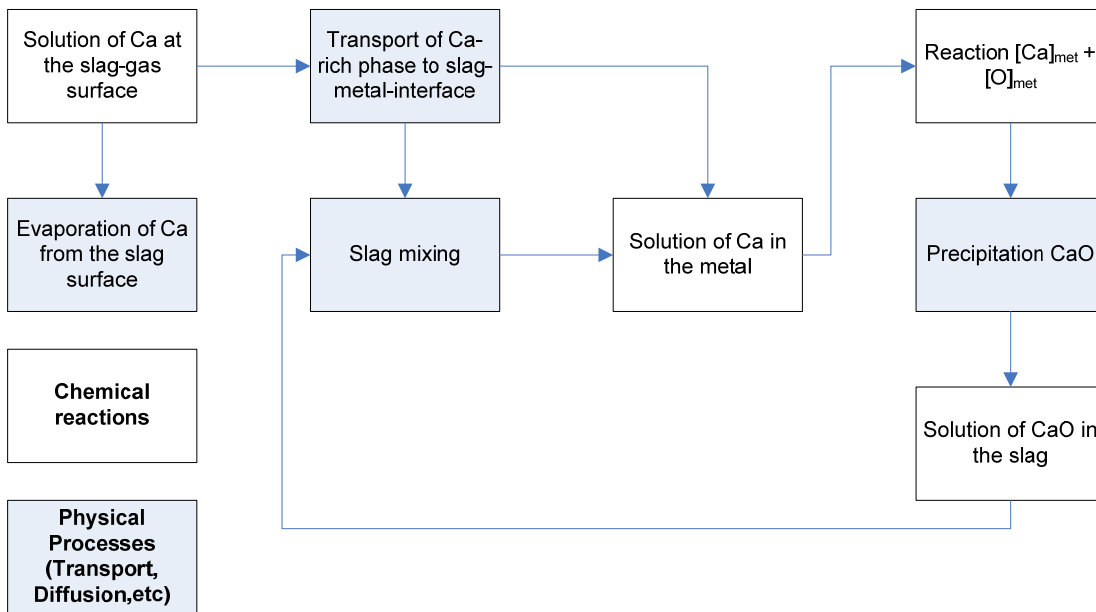 Solution of Ca at
the slag-gas
surface
Transport of Ca-
rich phase to slag-
metal-interface
Reaction [Ca]met +
[O]met
Evaporation of Ca
from the slag
surface
Slag mixing
Solution of Ca in
the metal
Precipitation CaO
Chemical
reactions
Solution of CaO in
the slag
Physical
Processes
(Transport,
Diffusion,etc)